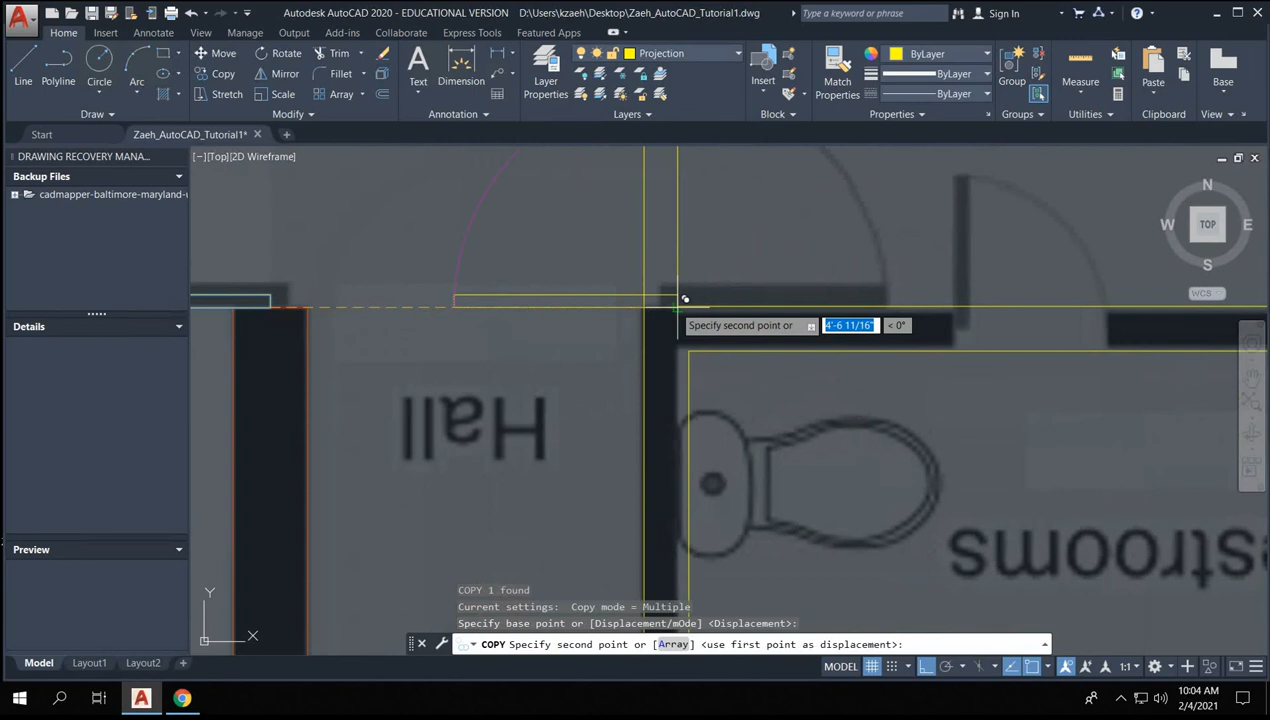 Autodesk AutoCAD 2020 - EDUCATIONAL VERSION D:\Users\kzaeh\Desktop\Zaeh_AutoCAD_Tutorial1.dwg Type a keyword or phrase Sign In
Home Insert Annotate View Manage Output Add-ins Collaborate Express Tools Featured Apps
Line Polyline Circle Arc
Move Rotate Trim
Copy Mirror Fillet
Stretch Scale Array
Text Dimension
Layer Properties
Projection
Insert
Match Properties
ByLayer
ByLayer
ByLayer
Group Measure Paste Base
Draw Modify Annotation Layers Block Properties Groups Utilities Clipboard View
Start Zaeh_AutoCAD_Tutorial1*
DRAWING RECOVERY MANA...
[−][Top][2D Wireframe]
Backup Files
cadmapper-baltimore-maryland-u
N
W TOP E
S
WCS
Details
Specify second point or 4'-6 11/16" < 0°
Hall
estrooms
Preview
Y
X
COPY 1 found
Current settings: Copy mode = Multiple
Specify base point or [Displacement/mOde] <Displacement>:
COPY Specify second point or [Array] <use first point as displacement>:
Model Layout1 Layout2
MODEL 1:1
10:04 AM
2/4/2021